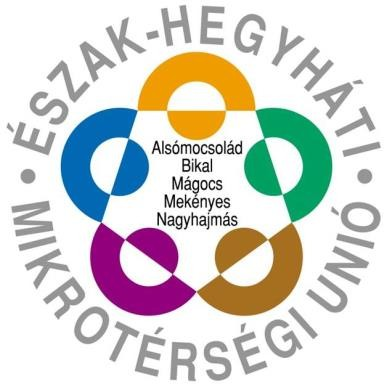 • ÉSZAK-HEGYHÁTI •
MIKROTÉRSÉGI UNIÓ
Alsómocsolád
Bikal
Mágocs
Mekényes
Nagyhajmás